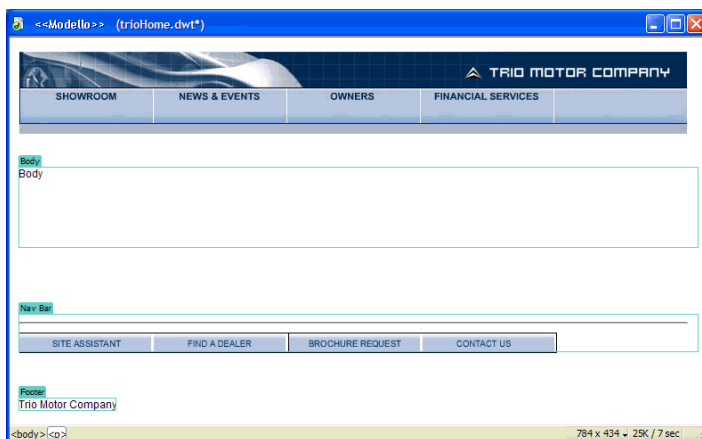 <<Modello>> (trioHome.dwt*)
TRIO MOTOR COMPANY
SHOWROOM NEWS & EVENTS OWNERS FINANCIAL SERVICES
Body
Body
Nav Bar
SITE ASSISTANT FIND A DEALER BROCHURE REQUEST CONTACT US
Footer
Trio Motor Company
<body> <p> 784 x 434 25K / 7 sec